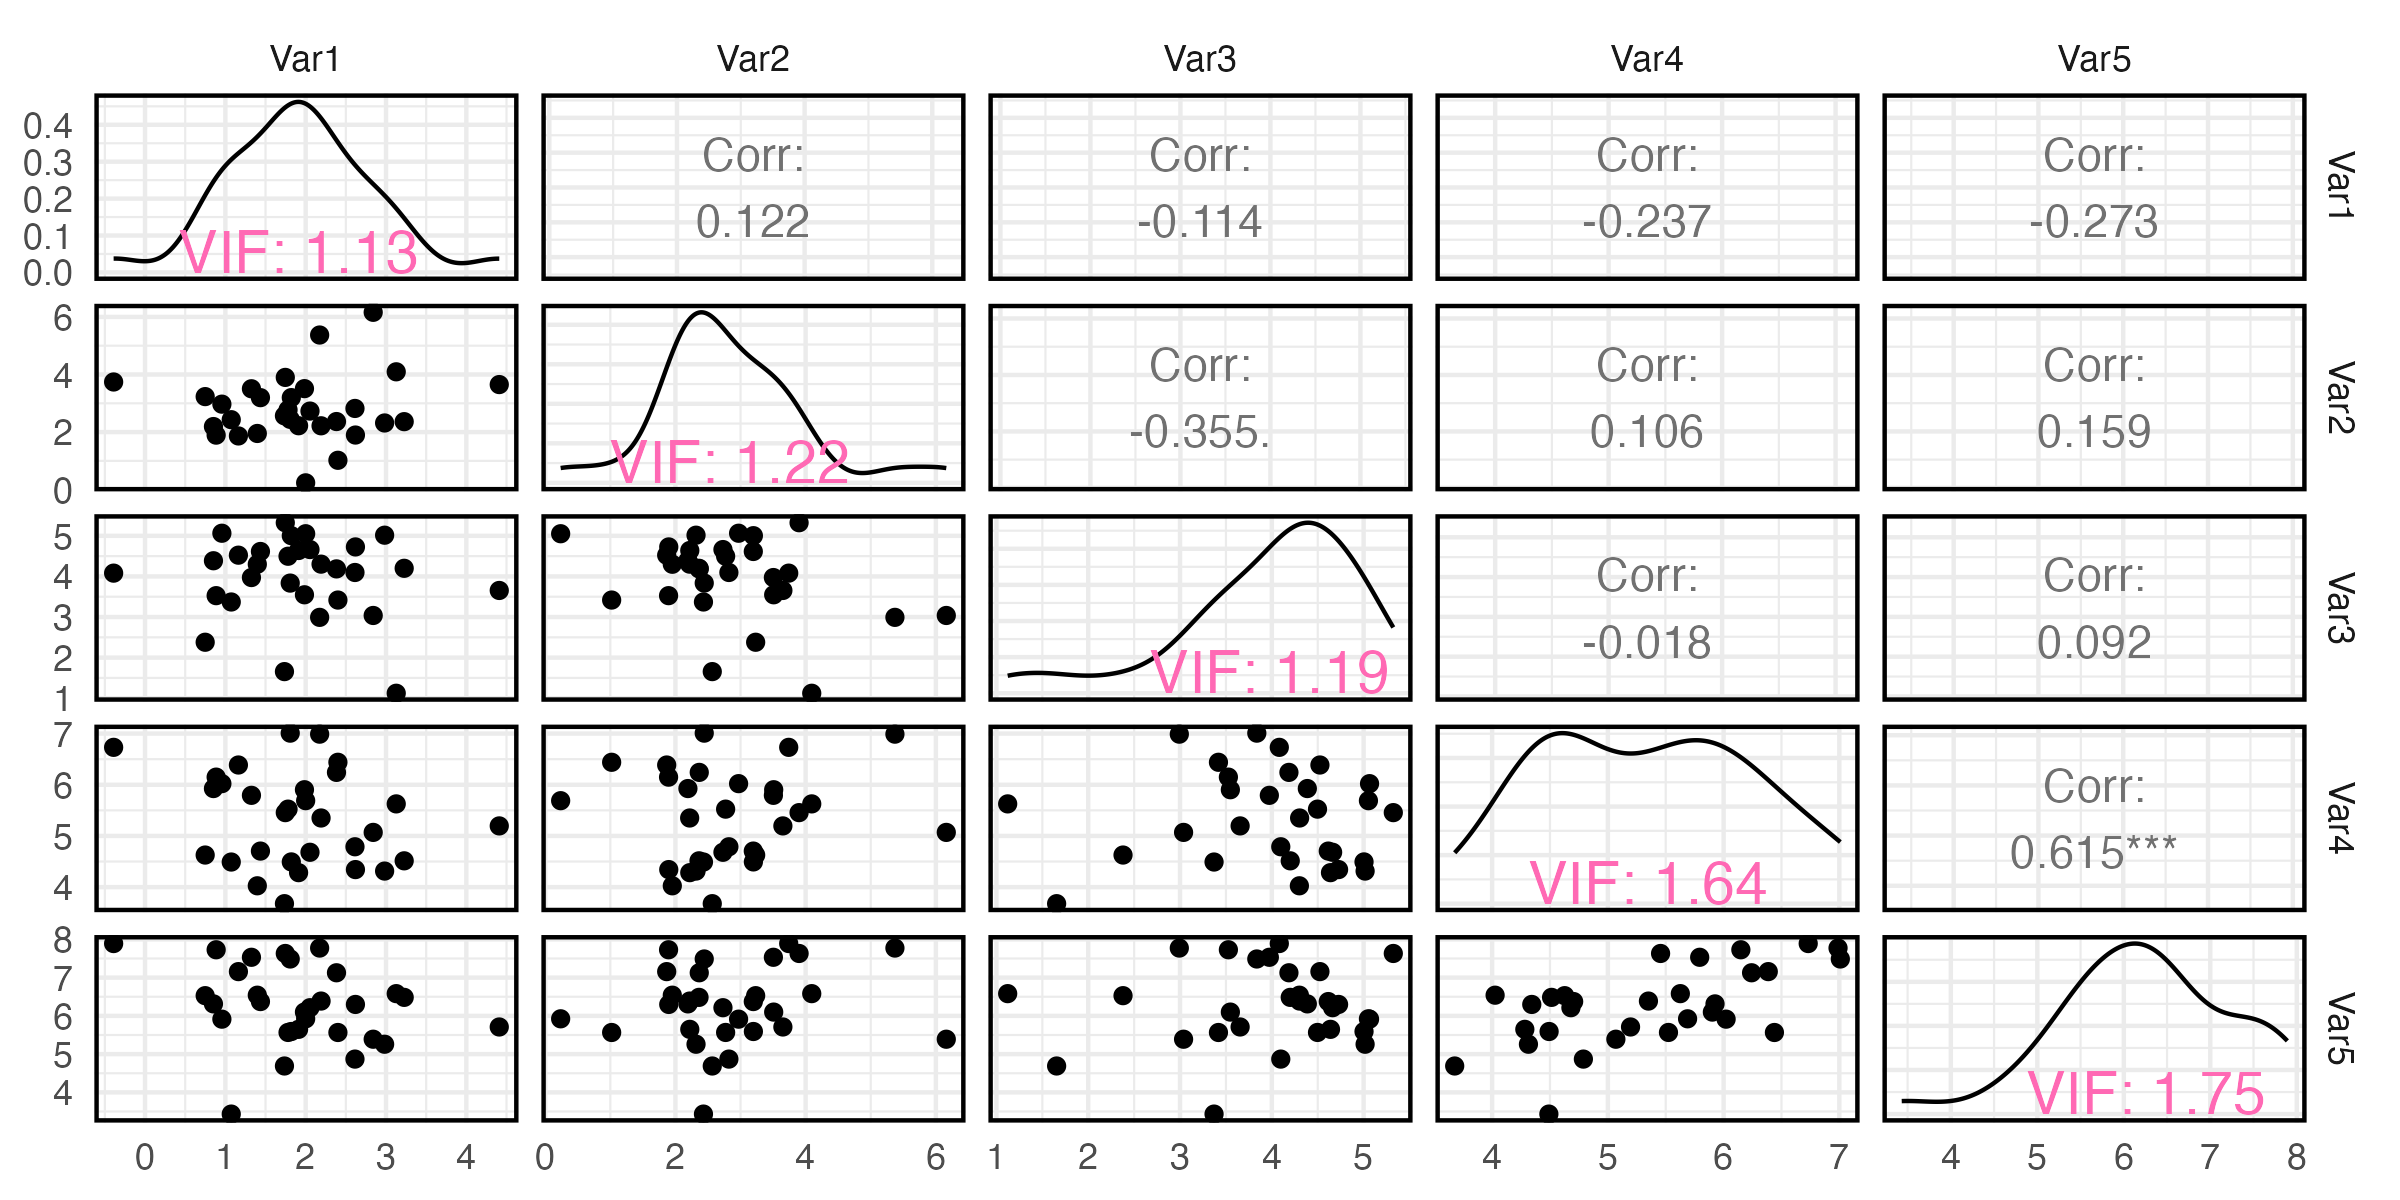 Var1 Var2 Var3 Var4 Var5
0.4
0.3
0.2
0.1
0.0
VIF: 1.13
Corr:
0.122
Corr:
-0.114
Corr:
-0.237
Corr:
-0.273
Var1
6
4
2
0
VIF: 1.22
Corr:
-0.355.
Corr:
0.106
Corr:
0.159
Var2
5
4
3
2
1
VIF: 1.19
Corr:
-0.018
Corr:
0.092
Var3
7
6
5
4
VIF: 1.64
Corr:
0.615***
Var4
8
7
6
5
4
VIF: 1.75
Var5
0 1 2 3 4 0 2 4 6 1 2 3 4 5 4 5 6 7 4 5 6 7 8